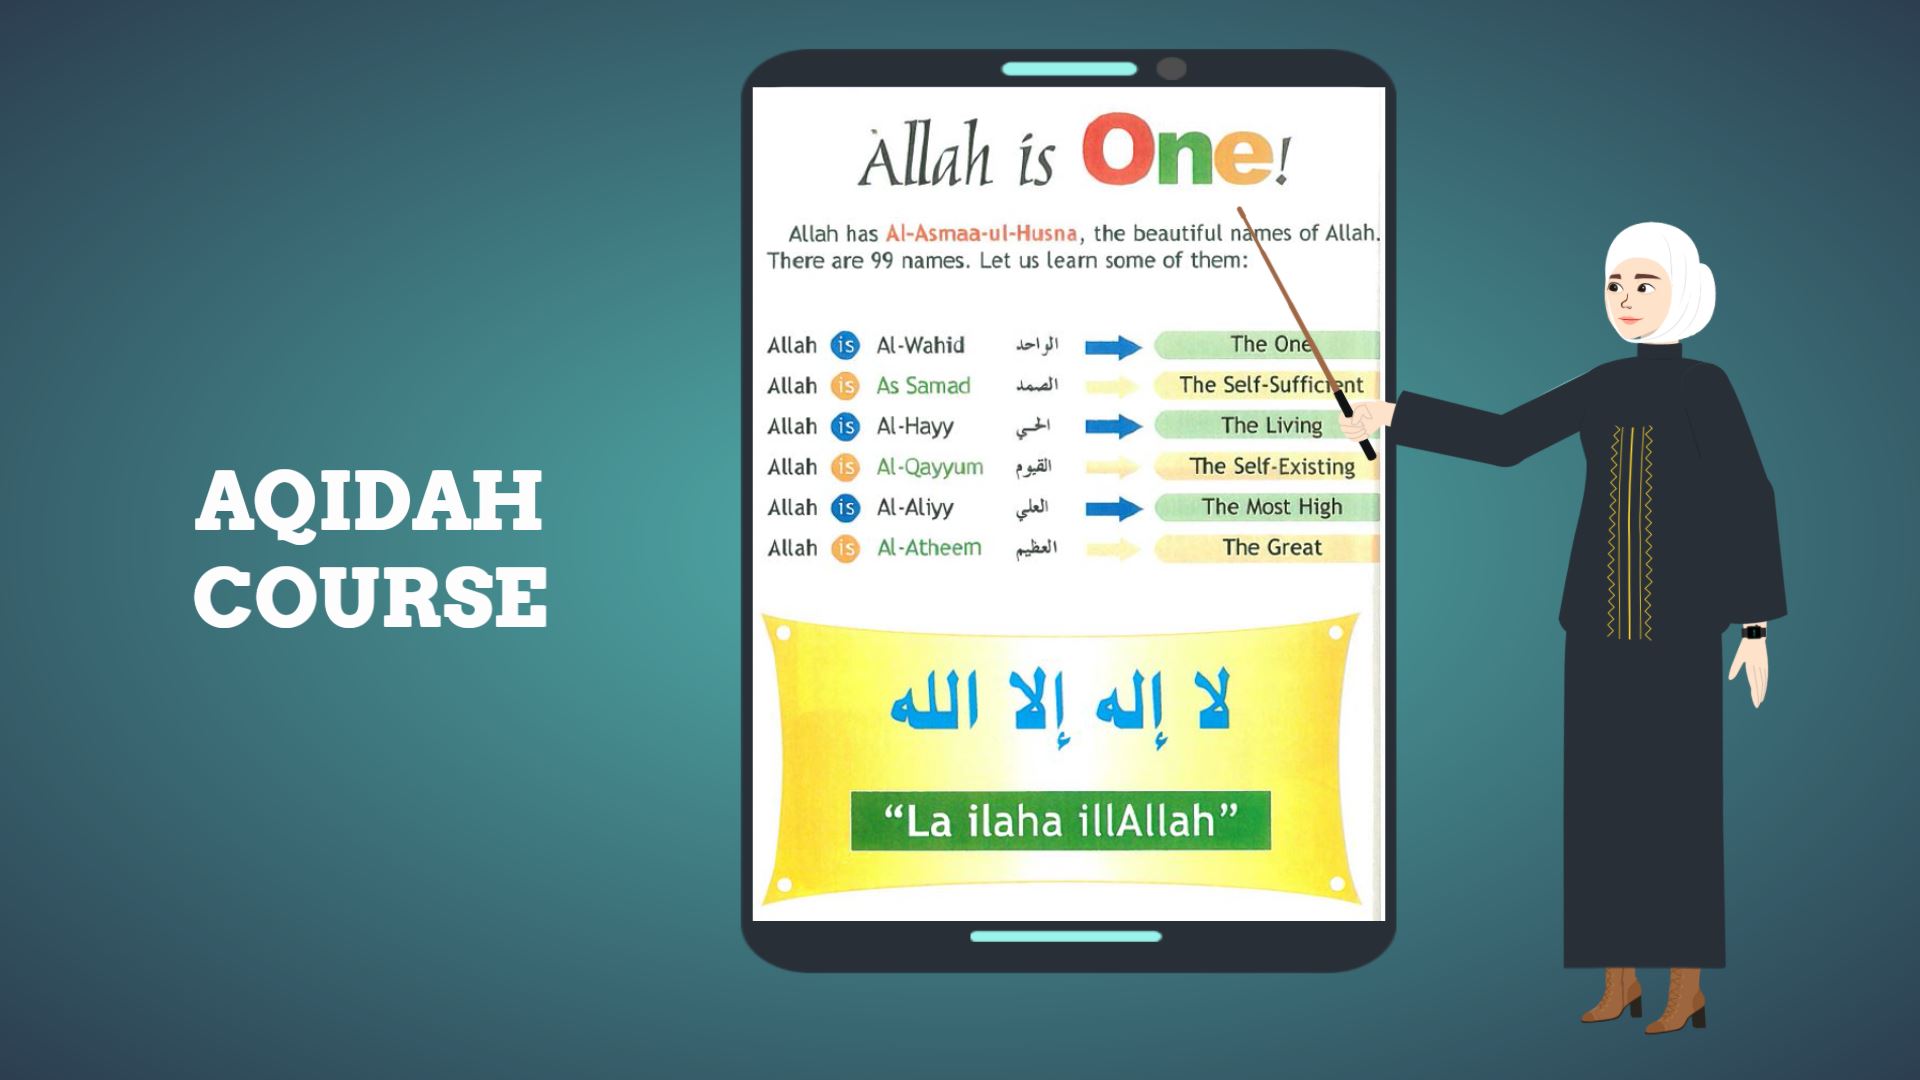 AQIDAH
COURSE
Allah is One!
Allah has Al-Asmaa-ul-Husna, the beautiful names of Allah.
There are 99 names. Let us learn some of them:
Allah is Al-Wahid الواحد The One
Allah is As Samad الصمد The Self-Sufficient
Allah is Al-Hayy الحي The Living
Allah is Al-Qayyum القيوم The Self-Existing
Allah is Al-Aliyy العلي The Most High
Allah is Al-Atheem العظيم The Great
لا إله إلا الله
“La ilaha illAllah”